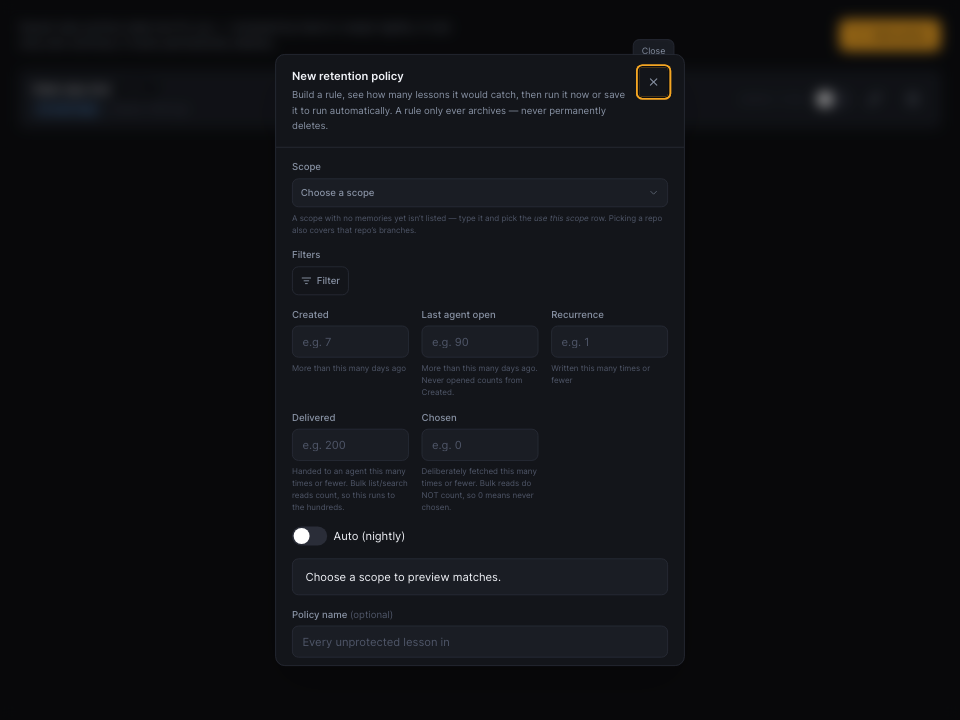 Close
New retention policy
Build a rule, see how many lessons it would catch, then run it now or save
it to run automatically. A rule only ever archives — never permanently
deletes.
Scope
Choose a scope
A scope with no memories yet isn't listed — type it and pick the use this scope row. Picking a repo
also covers that repo's branches.
Filters
Filter
Created
Last agent open
Recurrence
e.g. 7
e.g. 90
e.g. 1
More than this many days ago
More than this many days ago.
Never opened counts from
Created.
Written this many times or
fewer
Delivered
Chosen
e.g. 200
e.g. 0
Handed to an agent this many
times or fewer. Bulk list/search
reads count, so this runs to
the hundreds.
Deliberately fetched this many
times or fewer. Bulk reads do
NOT count, so 0 means never
chosen.
Auto (nightly)
Choose a scope to preview matches.
Policy name (optional)
Every unprotected lesson in